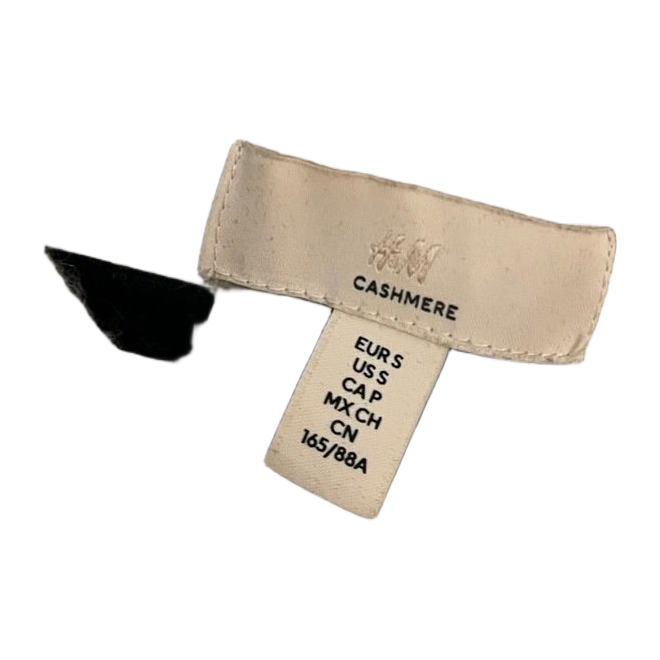 H&M
CASHMERE
EUR S
US S
CA P
MX CH
CN
165/88A